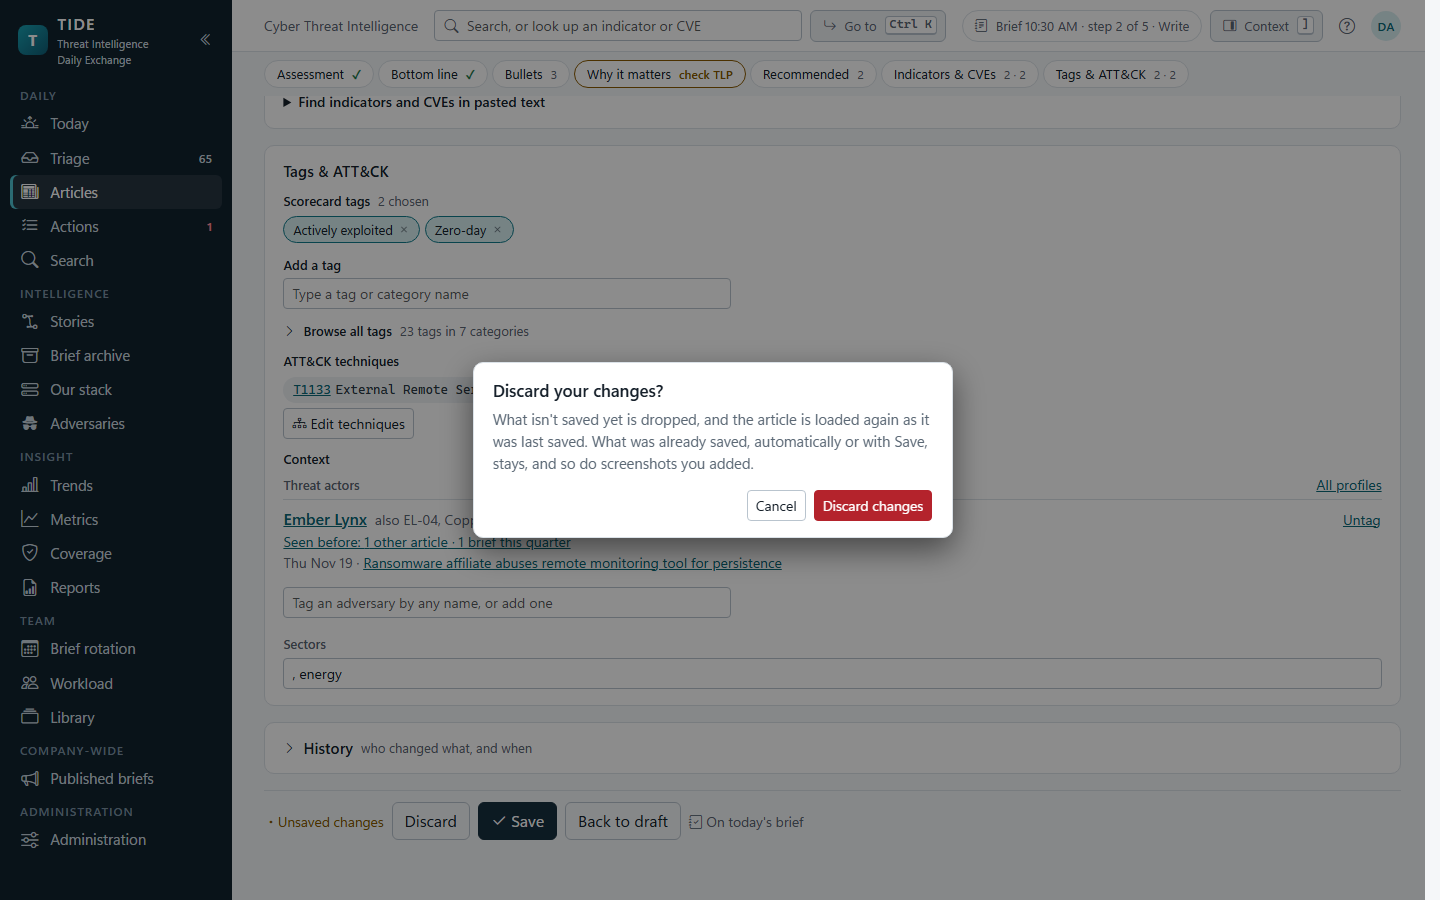 T
TIDE
Threat Intelligence
Daily Exchange
DAILY
Today
Triage 65
Articles
Actions 1
Search
INTELLIGENCE
Stories
Brief archive
Our stack
Adversaries
INSIGHT
Trends
Metrics
Coverage
Reports
TEAM
Brief rotation
Workload
Library
COMPANY-WIDE
Published briefs
ADMINISTRATION
Administration
Cyber Threat Intelligence
Search, or look up an indicator or CVE
Go to Ctrl K
Brief 10:30 AM · step 2 of 5 · Write
Context ]
?
DA
Assessment ✓
Bottom line ✓
Bullets 3
Why it matters check TLP
Recommended 2
Indicators & CVEs 2 · 2
Tags & ATT&CK 2 · 2
Find indicators and CVEs in pasted text
Tags & ATT&CK
Scorecard tags 2 chosen
Actively exploited ×
Zero-day ×
Add a tag
Type a tag or category name
Browse all tags 23 tags in 7 categories
ATT&CK techniques
T1133 External Remote
Edit techniques
Context
Threat actors
All profiles
Ember Lynx also EL-04,
Untag
Seen before: 1 other article · 1 brief this quarter
Thu Nov 19 · Ransomware affiliate abuses remote monitoring tool for persistence
Tag an adversary by any name, or add one
Sectors
, energy
History who changed what, and when
· Unsaved changes
Discard
✓ Save
Back to draft
On today's brief
Discard your changes?
What isn't saved yet is dropped, and the article is loaded again as it
was last saved. What was already saved, automatically or with Save,
stays, and so do screenshots you added.
Cancel
Discard changes